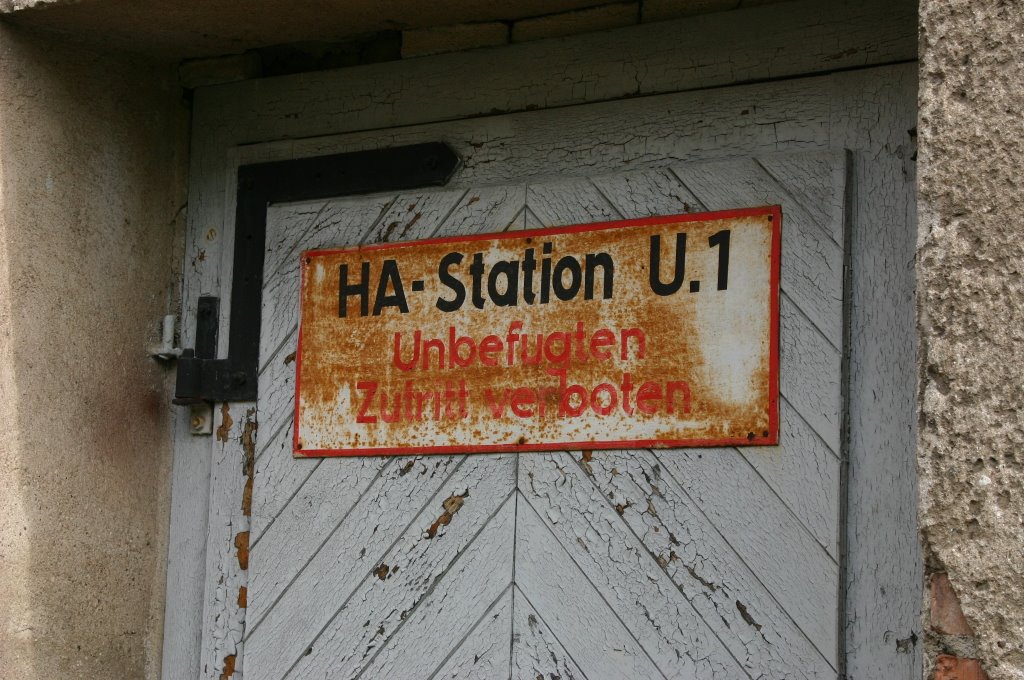 HA-Station U.1
Unbefugten
Zutritt verboten